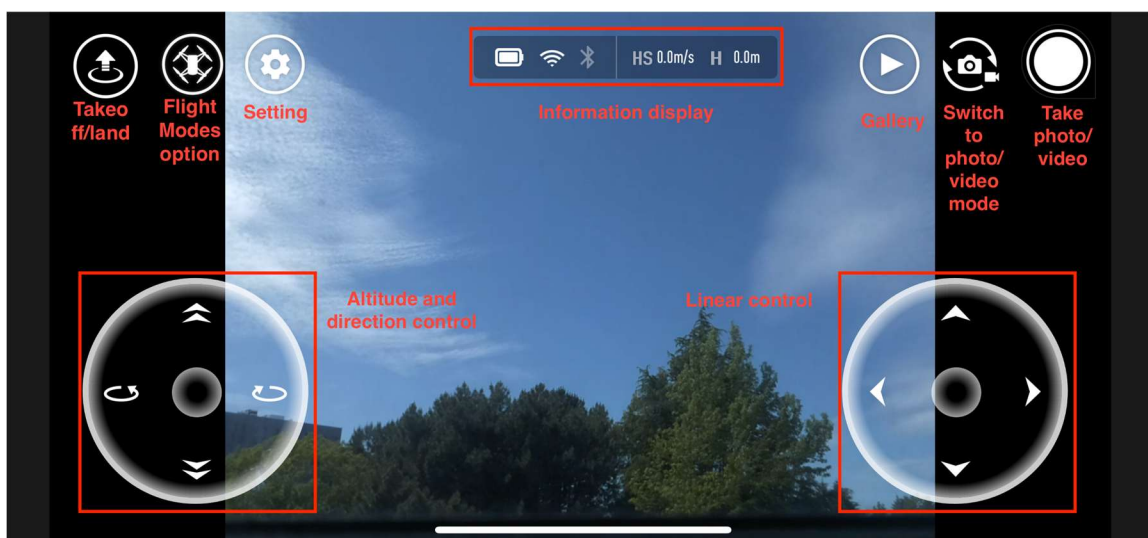 HS 0.0m/s H 0.0m
Takeo
ff/land
Flight
Modes
option
Setting
Information display
Gallery
Switch
to
photo/
video
mode
Take
photo/
video
Altitude and
direction control
Linear control